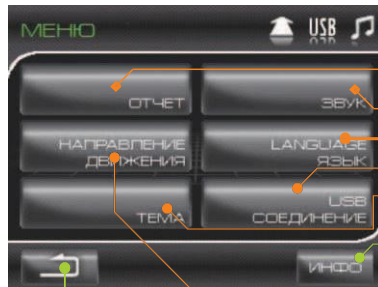 МЕНЮ
USB
ОТЧЕТ
ЗВУК
НАПРАВЛЕНИЕ
ДВИЖЕНИЯ
LANGUAGE
ЯЗЫК
ТЕМА
USB
СОЕДИНЕНИЕ
ИНФО